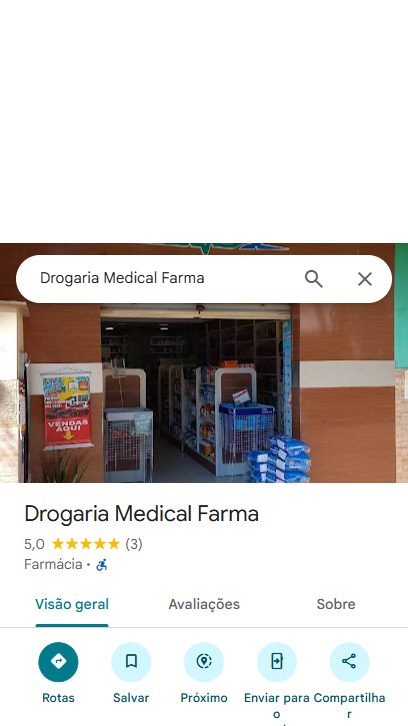 Drogaria Medical Farma
VENDAS
AQUI
Drogaria Medical Farma
5,0 (3)
Farmácia ·
Visão geral Avaliações Sobre
Rotas Salvar Próximo Enviar para o Compartilhar